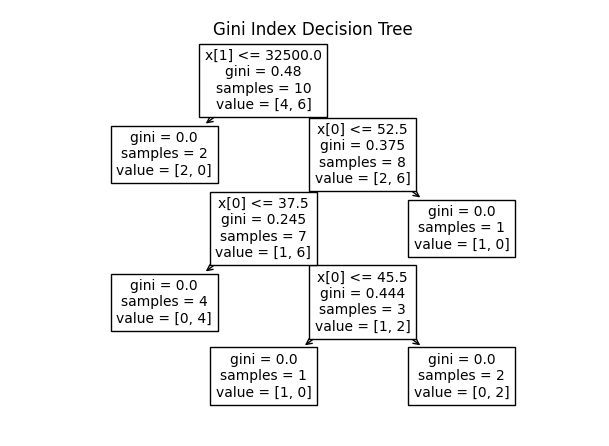 Gini Index Decision Tree
x[1] <= 32500.0
gini = 0.48
samples = 10
value = [4, 6]
gini = 0.0
samples = 2
value = [2, 0]
x[0] <= 52.5
gini = 0.375
samples = 8
value = [2, 6]
x[0] <= 37.5
gini = 0.245
samples = 7
value = [1, 6]
gini = 0.0
samples = 1
value = [1, 0]
gini = 0.0
samples = 4
value = [0, 4]
x[0] <= 45.5
gini = 0.444
samples = 3
value = [1, 2]
gini = 0.0
samples = 1
value = [1, 0]
gini = 0.0
samples = 2
value = [0, 2]